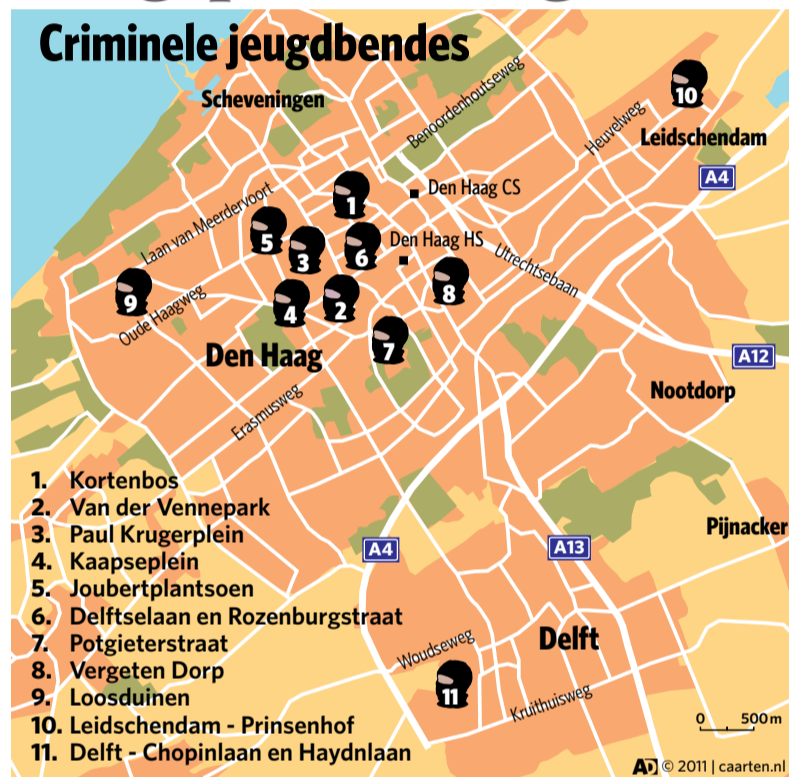 Criminele jeugdbendes
Scheveningen
Benoordenhoutseweg
10
Heuvelweg
Leidschendam
A4
Laan van Meerdervoort
1
Den Haag CS
5
3
6
Den Haag HS
Utrechtsebaan
9
Oude Haagweg
4
2
8
7
Den Haag
A12
Erasmusweg
Nootdorp
1. Kortenbos
2. Van der Vennepark
3. Paul Krugerplein
4. Kaapseplein
5. Joubertplantsoen
6. Delftselaan en Rozenburgstraat
7. Potgieterstraat
8. Vergeten Dorp
9. Loosduinen
10. Leidschendam - Prinsenhof
11. Delft - Chopinlaan en Haydnlaan
Pijnacker
A4
A13
Woudseweg
Delft
11
Kruithuisweg
0 500 m
AD © 2011 | caarten.nl